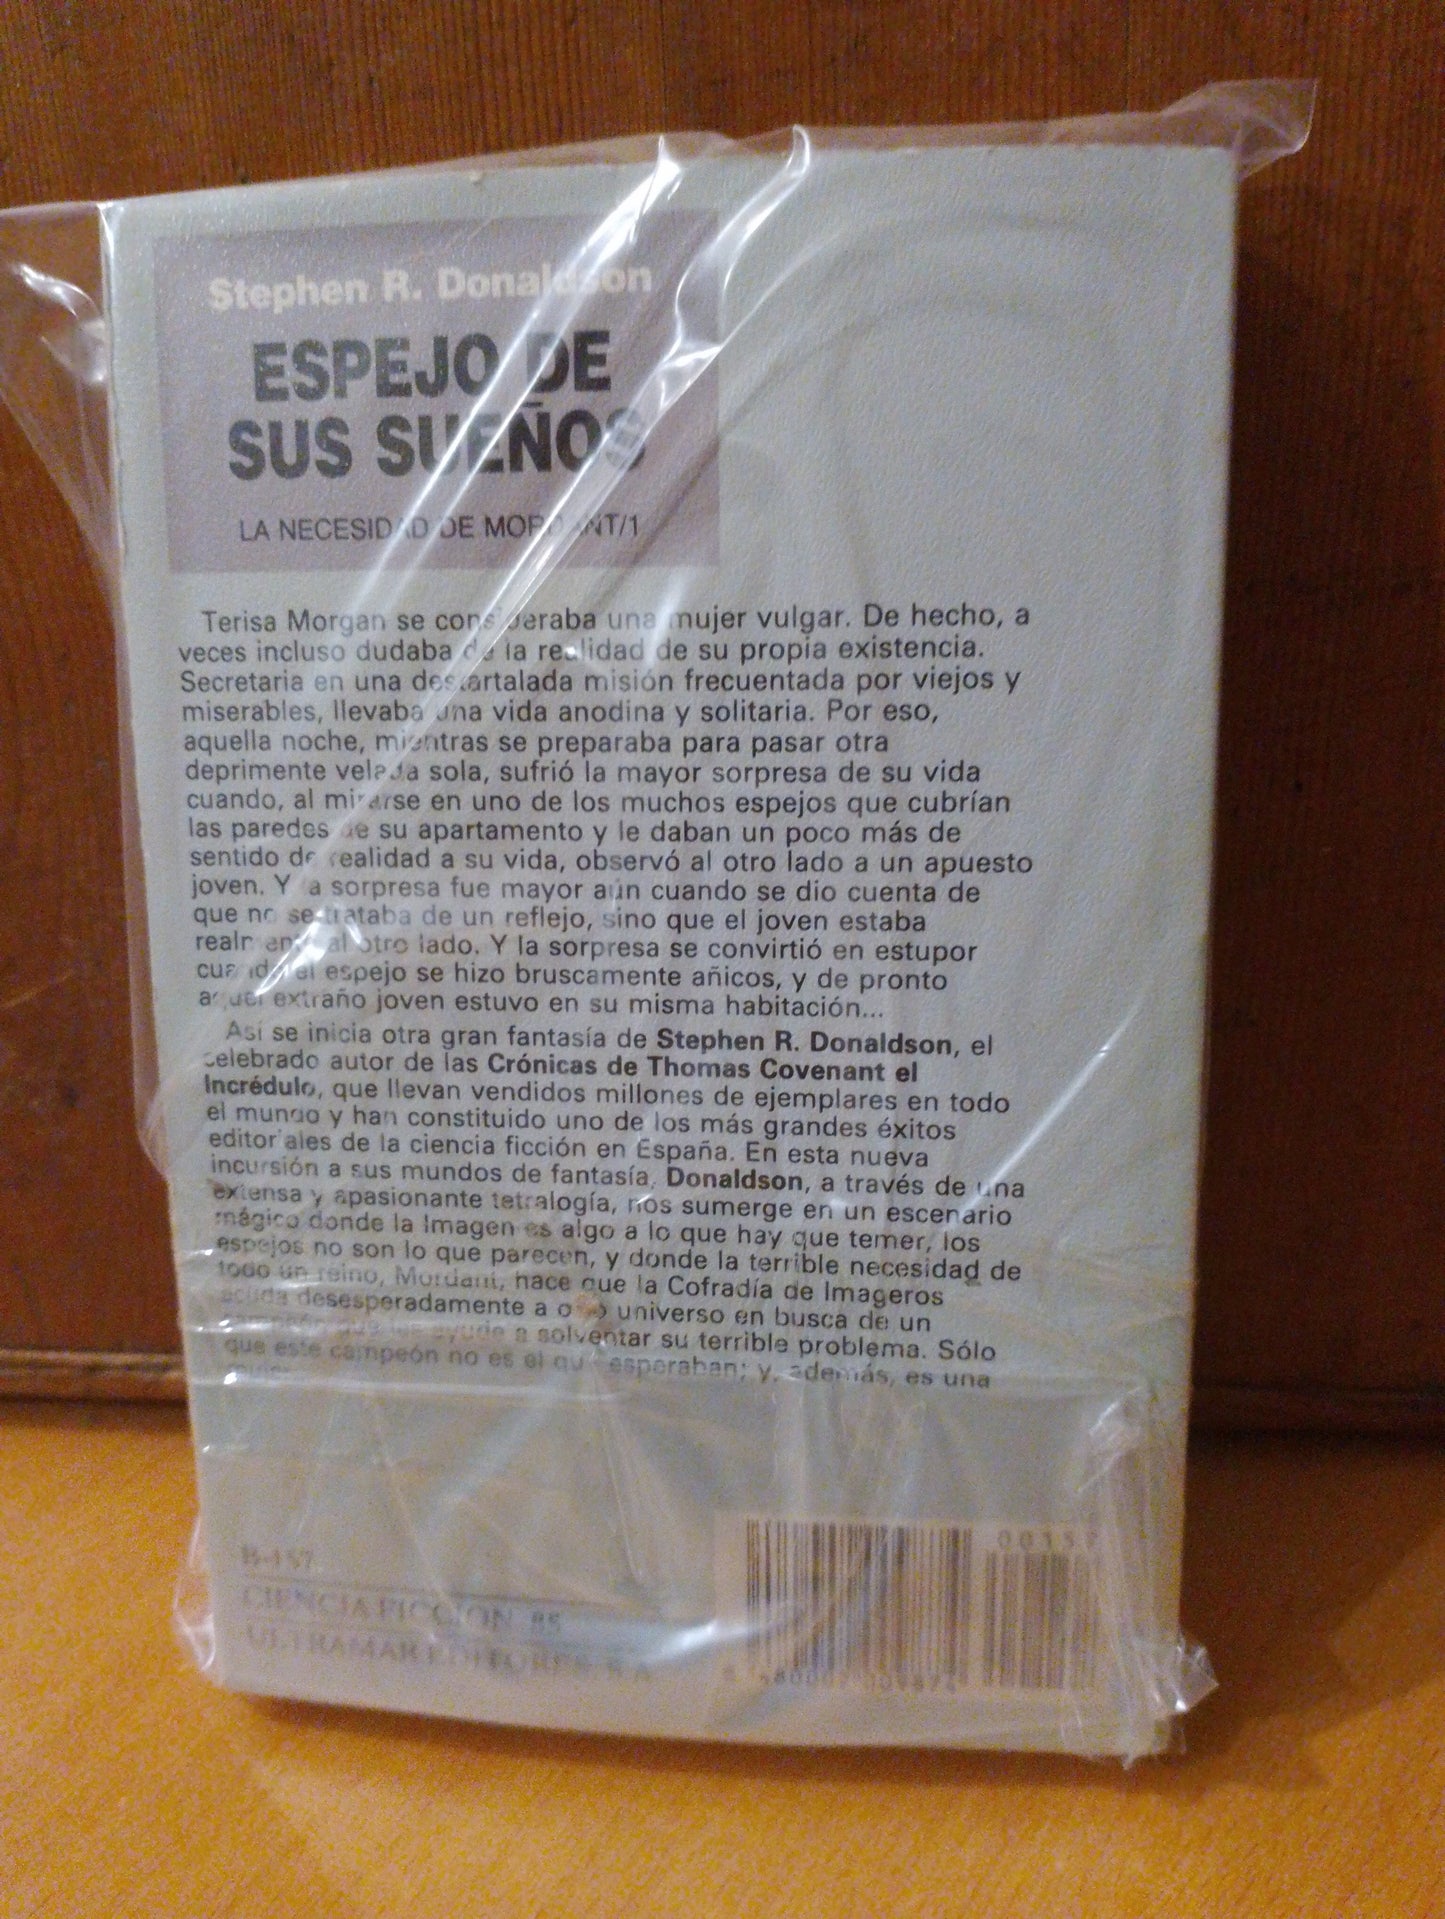 Stephen R. Donaldson
ESPEJO DE
SUS SUEÑOS
LA NECESIDAD DE MORDANT/1
Terisa Morgan se consideraba una mujer vulgar. De hecho, a
veces incluso dudaba de la realidad de su propia existencia.
Secretaria en una destartalada misión frecuentada por viejos y
miserables, llevaba una vida anodina y solitaria. Por eso,
aquella noche, mientras se preparaba para pasar otra
deprimente velada sola, sufrió la mayor sorpresa de su vida
cuando, al mirarse en uno de los muchos espejos que cubrían
las paredes de su apartamento y le daban un poco más de
sentido de realidad a su vida, observó al otro lado a un apuesto
joven. Y la sorpresa fue mayor aún cuando se dio cuenta de
que no se trataba de un reflejo, sino que el joven estaba
realmente al otro lado. Y la sorpresa se convirtió en estupor
cuando el espejo se hizo bruscamente añicos, y de pronto
aquel extraño joven estuvo en su misma habitación...
Así se inicia otra gran fantasía de Stephen R. Donaldson, el
celebrado autor de las Crónicas de Thomas Covenant el
Incrédulo, que llevan vendidos millones de ejemplares en todo
el mundo y han constituido uno de los más grandes éxitos
editoriales de la ciencia ficción en España. En esta nueva
incursión a sus mundos de fantasía, Donaldson, a través de una
extensa y apasionante tetralogía, nos sumerge en un escenario
mágico donde la Imagen es algo a lo que hay que temer, los
espejos no son lo que parecen, y donde la terrible necesidad de
todo un reino, Mordant, hace que la Cofradía de Imageros
acuda desesperadamente a otro universo en busca de un
campeón que les ayude a solventar su terrible problema. Sólo
que este campeón no es el que esperaban; y, además, es una
B-157
00157
CIENCIA FICCION 85
ULTRAMAR EDITORES, S.A.